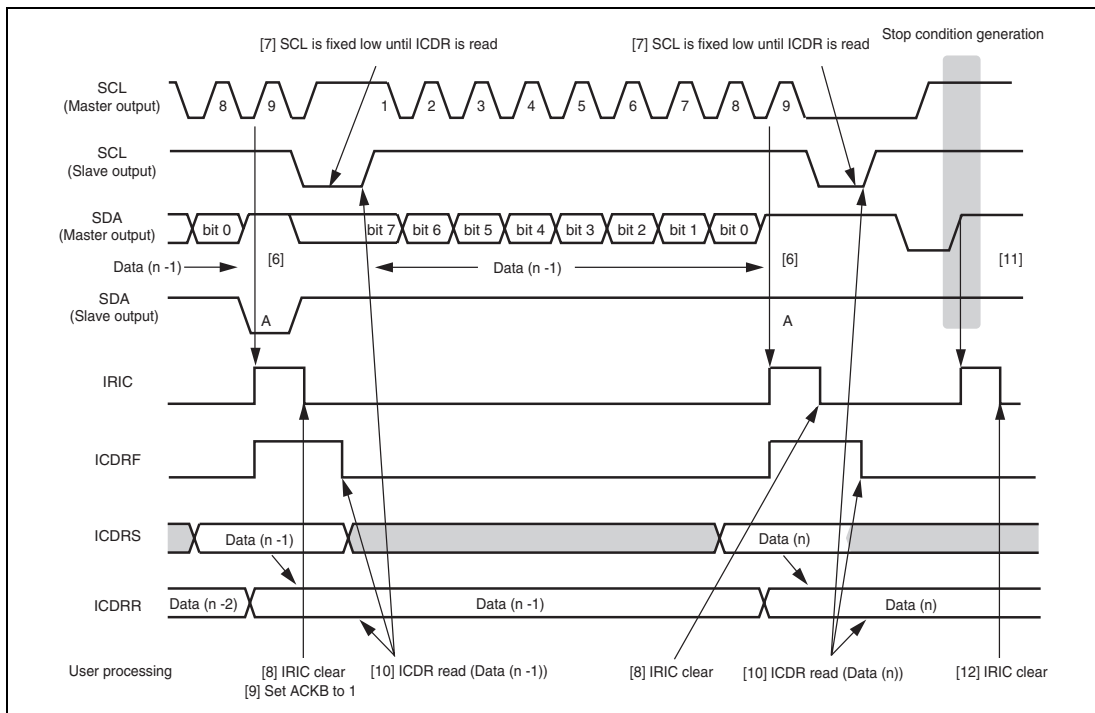 [7] SCL is fixed low until ICDR is read
[7] SCL is fixed low until ICDR is read
Stop condition generation
SCL
(Master output)
8
9
1
2
3
4
5
6
7
8
9
SCL
(Slave output)
SDA
(Master output)
bit 0
bit 7
bit 6
bit 5
bit 4
bit 3
bit 2
bit 1
bit 0
Data (n -1)
[6]
Data (n -1)
[6]
[11]
SDA
(Slave output)
A
A
IRIC
ICDRF
ICDRS
Data (n -1)
Data (n)
ICDRR
Data (n -2)
Data (n -1)
Data (n)
User processing
[8] IRIC clear
[9] Set ACKB to 1
[10] ICDR read (Data (n -1))
[8] IRIC clear
[10] ICDR read (Data (n))
[12] IRIC clear